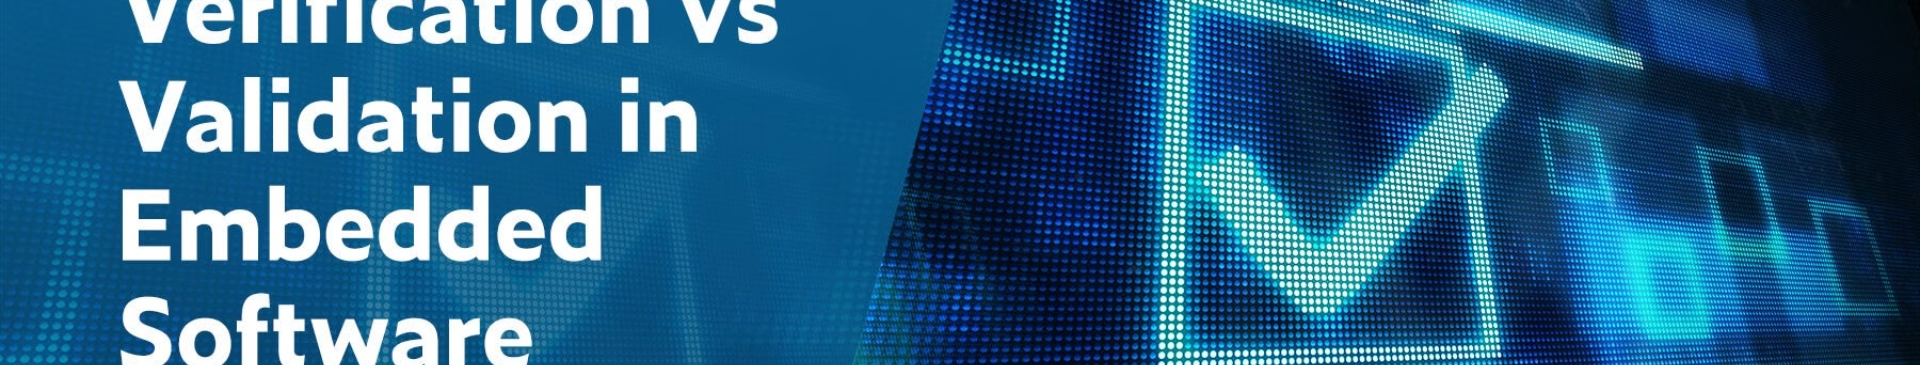 Verification vs
Validation in
Embedded
Software